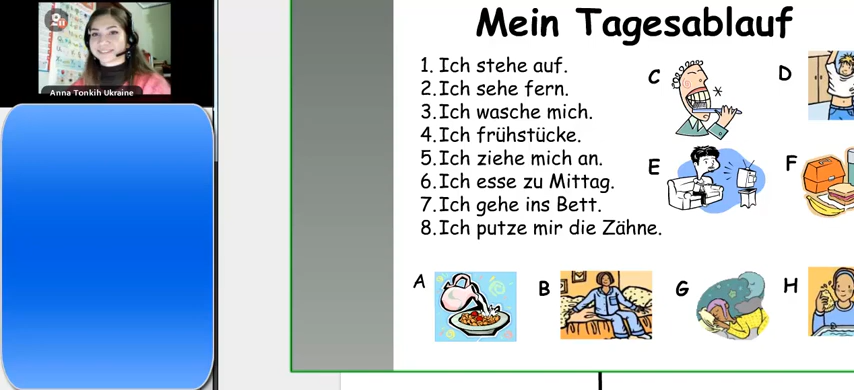 Anna Tonkih Ukraine
Mein Tagesablauf
1. Ich stehe auf.
2. Ich sehe fern.
3. Ich wasche mich.
4. Ich frühstücke.
5. Ich ziehe mich an.
6. Ich esse zu Mittag.
7. Ich gehe ins Bett.
8. Ich putze mir die Zähne.
C
D
E
F
A
B
G
H